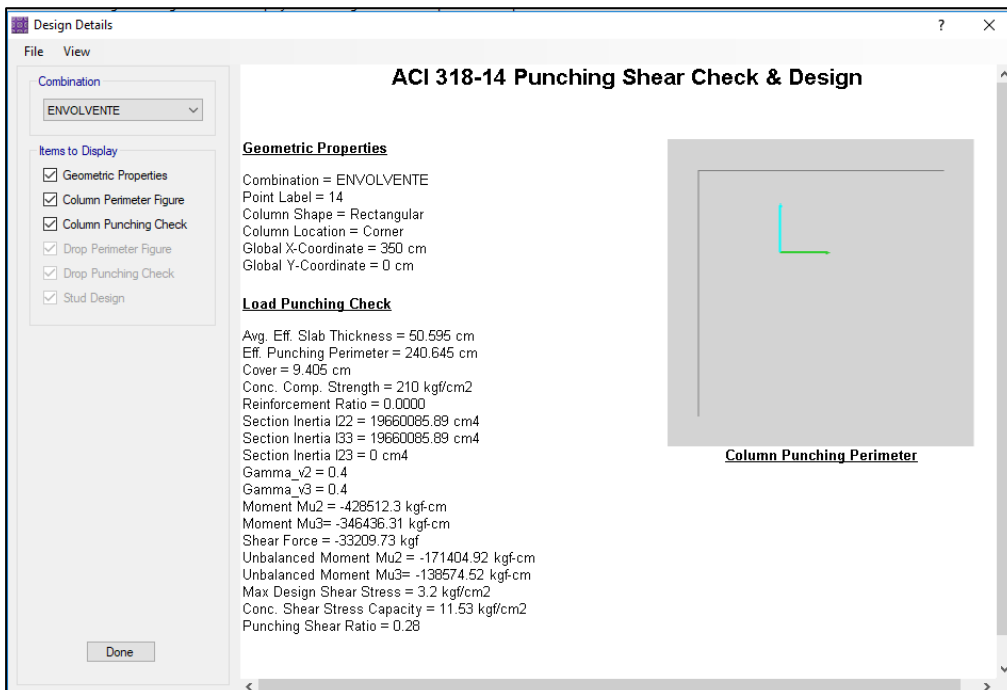 Design Details
?
File View
ACI 318-14 Punching Shear Check & Design
Combination
ENVOLVENTE
Items to Display
Geometric Properties
Column Perimeter Figure
Column Punching Check
Drop Perimeter Figure
Drop Punching Check
Stud Design
Done
Geometric Properties
Combination = ENVOLVENTE
Point Label = 14
Column Shape = Rectangular
Column Location = Corner
Global X-Coordinate = 350 cm
Global Y-Coordinate = 0 cm
Load Punching Check
Avg. Eff. Slab Thickness = 50.595 cm
Eff. Punching Perimeter = 240.645 cm
Cover = 9.405 cm
Conc. Comp. Strength = 210 kgf/cm2
Reinforcement Ratio = 0.0000
Section Inertia I22 = 19660085.89 cm4
Section Inertia I33 = 19660085.89 cm4
Section Inertia I23 = 0 cm4
Gamma_v2 = 0.4
Gamma_v3 = 0.4
Moment Mu2 = -428512.3 kgf-cm
Moment Mu3= -346436.31 kgf-cm
Shear Force = -33209.73 kgf
Unbalanced Moment Mu2 = -171404.92 kgf-cm
Unbalanced Moment Mu3= -138574.52 kgf-cm
Max Design Shear Stress = 3.2 kgf/cm2
Conc. Shear Stress Capacity = 11.53 kgf/cm2
Punching Shear Ratio = 0.28
Column Punching Perimeter